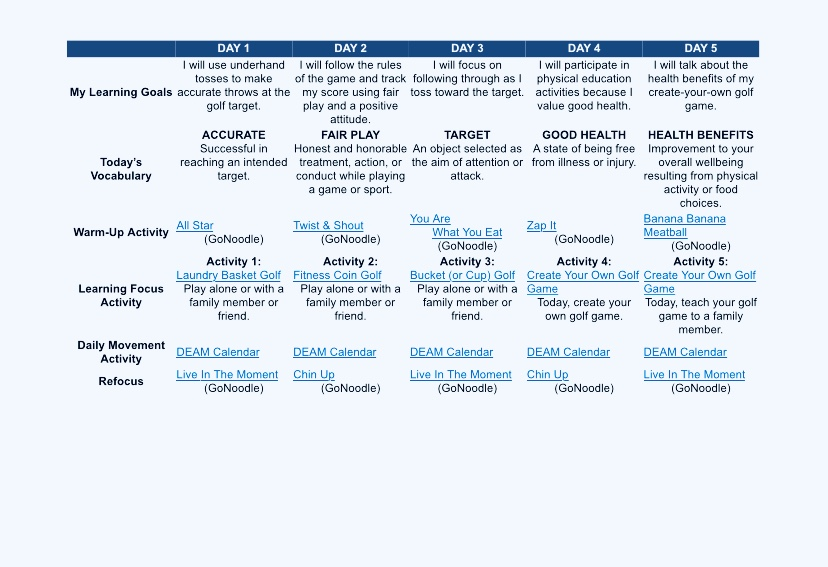 DAY 1 DAY 2 DAY 3 DAY 4 DAY 5
My Learning Goals
I will use underhand
tosses to make
accurate throws at the
golf target.
I will follow the rules
of the game and track
my score using fair
play and a positive
attitude.
I will focus on
following through as I
toss toward the target.
I will participate in
physical education
activities because I
value good health.
I will talk about the
health benefits of my
create-your-own golf
game.
Today’s
Vocabulary
ACCURATE
Successful in
reaching an intended
target.
FAIR PLAY
Honest and honorable
treatment, action, or
conduct while playing
a game or sport.
TARGET
An object selected as
the aim of attention or
attack.
GOOD HEALTH
A state of being free
from illness or injury.
HEALTH BENEFITS
Improvement to your
overall wellbeing
resulting from physical
activity or food
choices.
Warm-Up Activity
All Star
(GoNoodle)
Twist & Shout
(GoNoodle)
You Are
What You Eat
(GoNoodle)
Zap It
(GoNoodle)
Banana Banana
Meatball
(GoNoodle)
Learning Focus
Activity
Activity 1:
Laundry Basket Golf
Play alone or with a
family member or
friend.
Activity 2:
Fitness Coin Golf
Play alone or with a
family member or
friend.
Activity 3:
Bucket (or Cup) Golf
Play alone or with a
family member or
friend.
Activity 4:
Create Your Own Golf
Game
Today, create your
own golf game.
Activity 5:
Create Your Own Golf
Game
Today, teach your golf
game to a family
member.
Daily Movement
Activity
DEAM Calendar
DEAM Calendar
DEAM Calendar
DEAM Calendar
DEAM Calendar
Refocus
Live In The Moment
(GoNoodle)
Chin Up
(GoNoodle)
Live In The Moment
(GoNoodle)
Chin Up
(GoNoodle)
Live In The Moment
(GoNoodle)